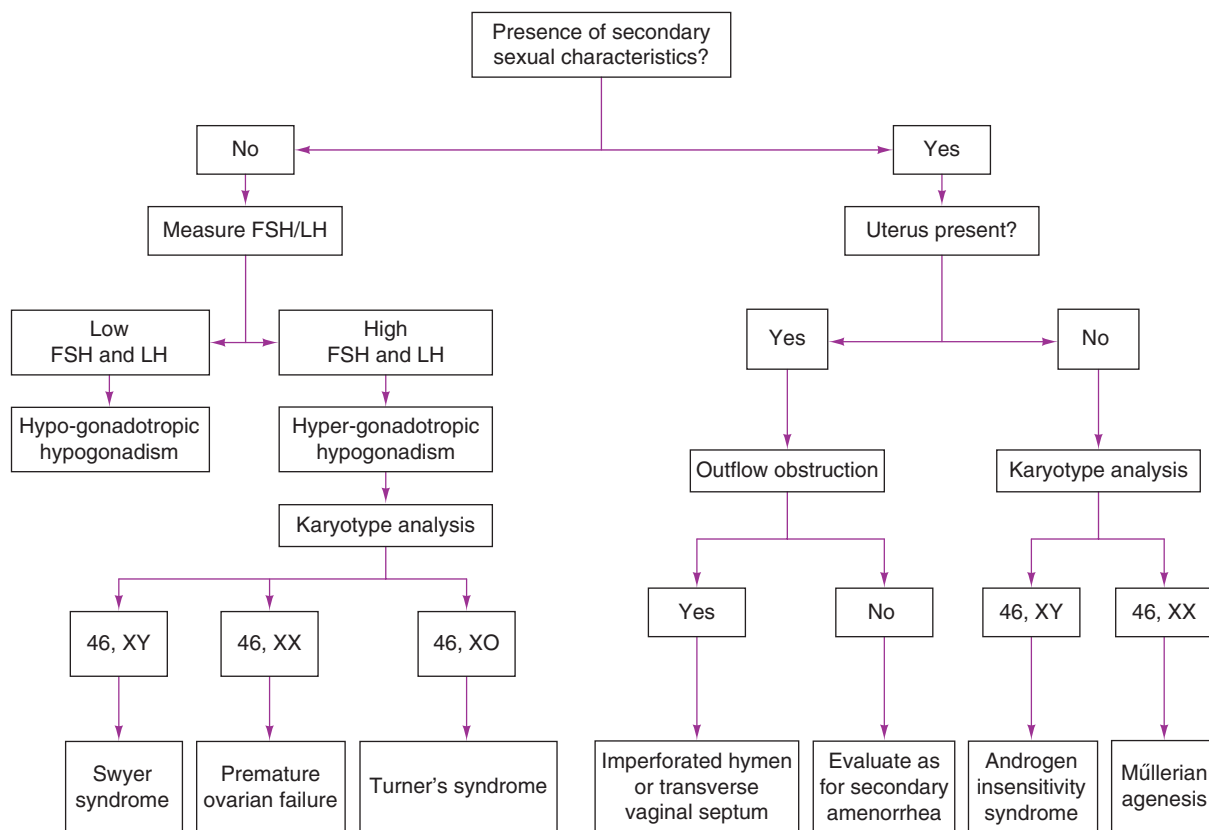 Presence of secondary
sexual characteristics?
No
Yes
Measure FSH/LH
Uterus present?
Low
FSH and LH
High
FSH and LH
Yes
No
Hypo-gonadotropic
hypogonadism
Hyper-gonadotropic
hypogonadism
Outflow obstruction
Karyotype analysis
Karyotype analysis
46, XY
46, XX
46, XO
Yes
No
46, XY
46, XX
Swyer
syndrome
Premature
ovarian failure
Turner's syndrome
Imperforated hymen
or transverse
vaginal septum
Evaluate as
for secondary
amenorrhea
Androgen
insensitivity
syndrome
Műllerian
agenesis